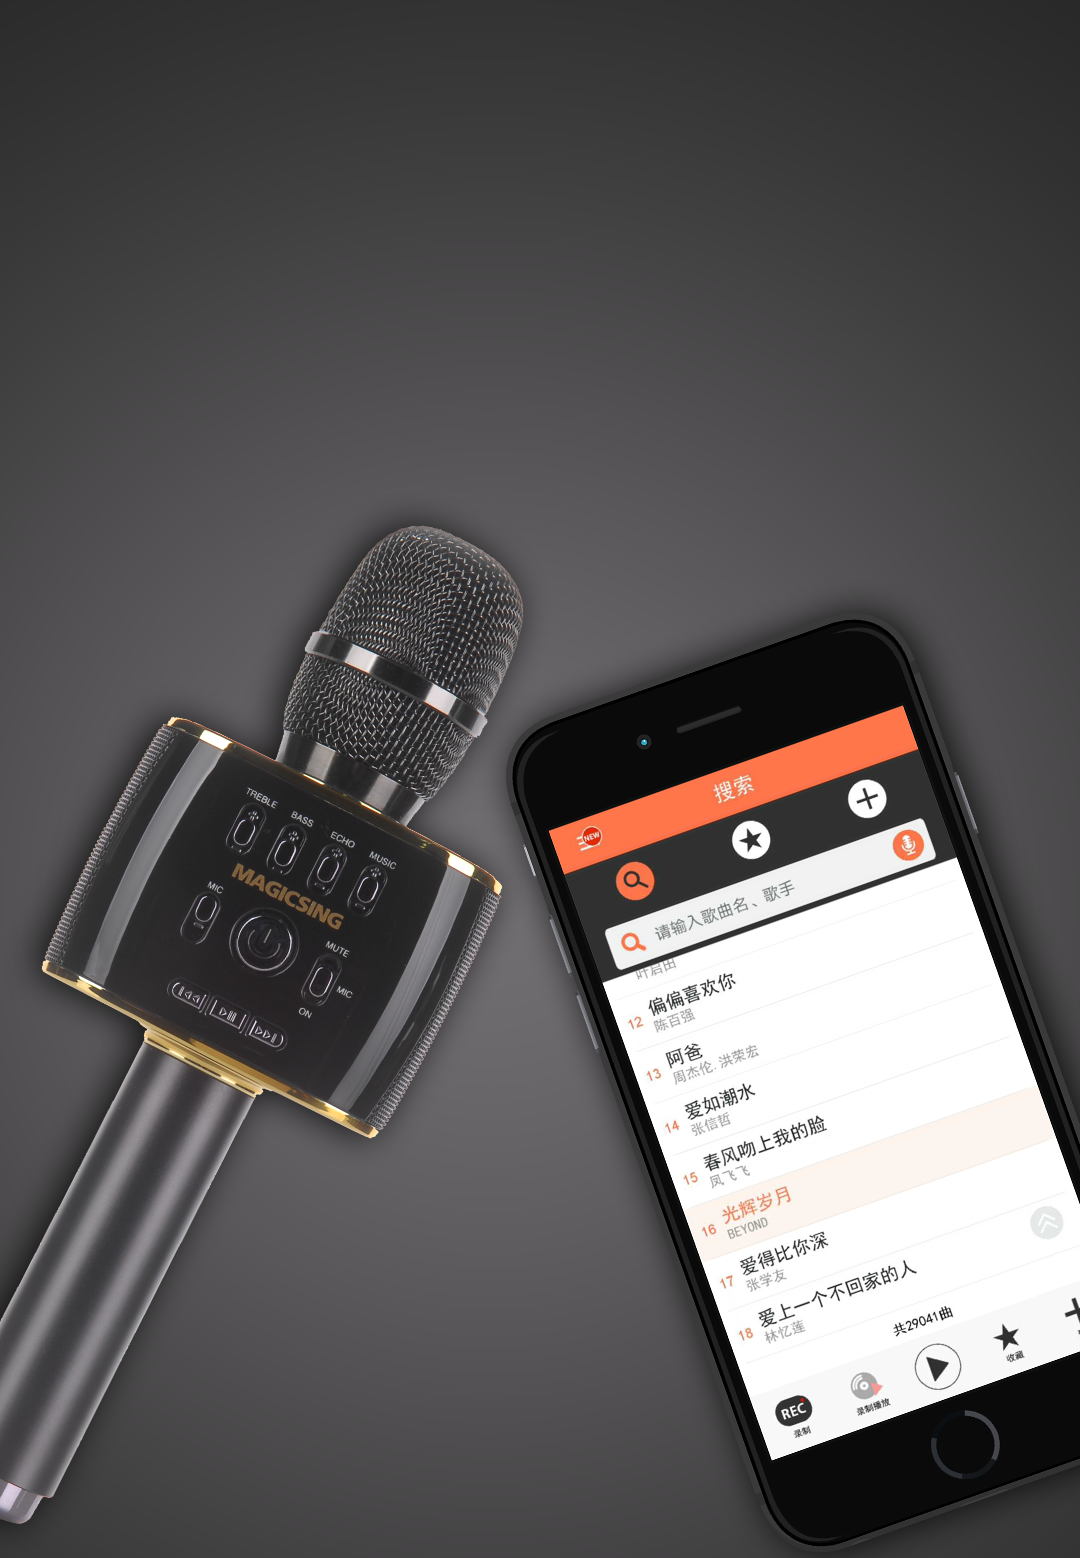 TREBLE
BASS
ECHO
MUSIC
MAGICSING
MIC
MUTE
MIC
ON
搜索
NEW
请输入歌曲名、歌手
叶启田
12 偏偏喜欢你
陈百强
13 阿爸
周杰伦.洪荣宏
14 爱如潮水
张信哲
15 春风吻上我的脸
凤飞飞
16 光辉岁月
BEYOND
17 爱得比你深
张学友
18 爱上一个不回家的人
林忆莲
共29041曲
REC
录制
录制播放
收藏